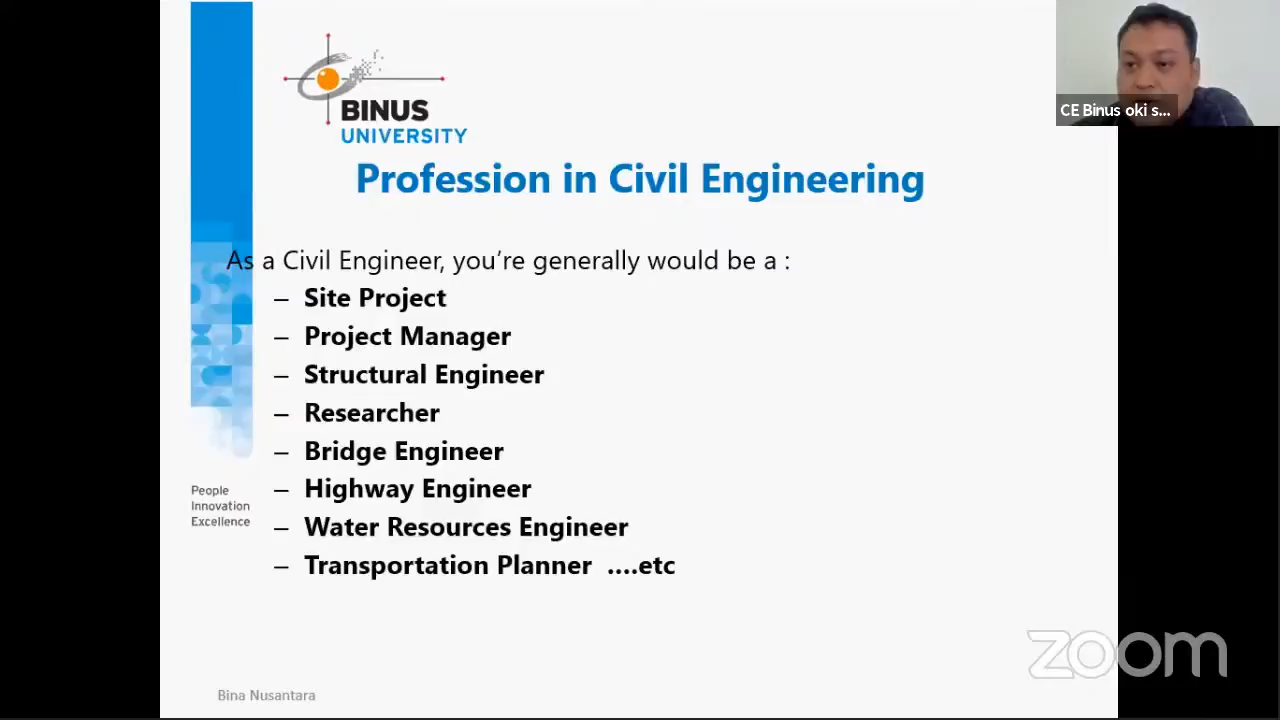 BINUS
UNIVERSITY
CE Binus oki s...
Profession in Civil Engineering
As a Civil Engineer, you're generally would be a :
– Site Project
– Project Manager
– Structural Engineer
– Researcher
– Bridge Engineer
– Highway Engineer
– Water Resources Engineer
– Transportation Planner ....etc
People
Innovation
Excellence
zoom
Bina Nusantara